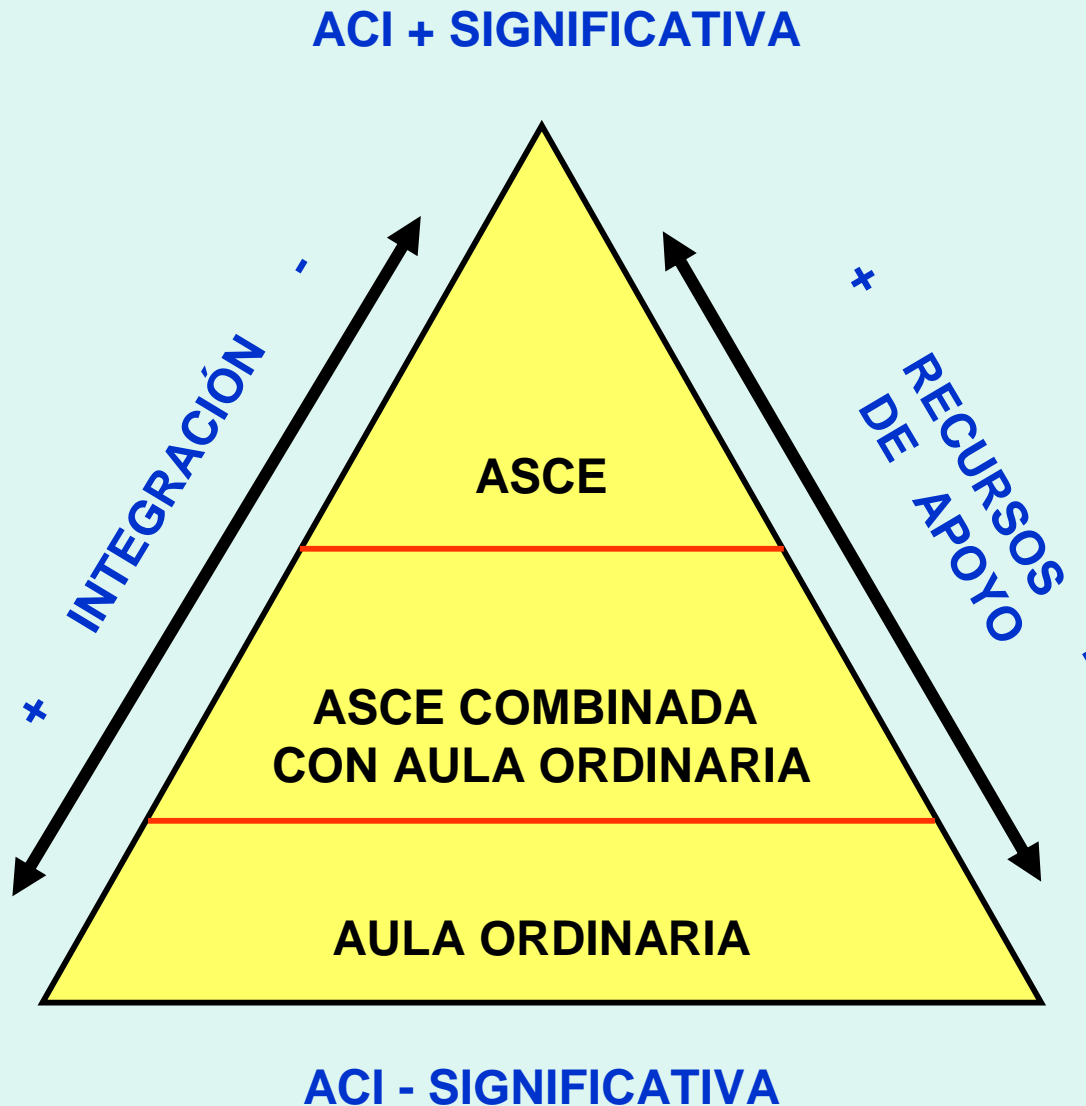 ACI + SIGNIFICATIVA
+ INTEGRACIÓN -
+ RECURSOS
DE APOYO
ASCE
ASCE COMBINADA
CON AULA ORDINARIA
AULA ORDINARIA
ACI - SIGNIFICATIVA